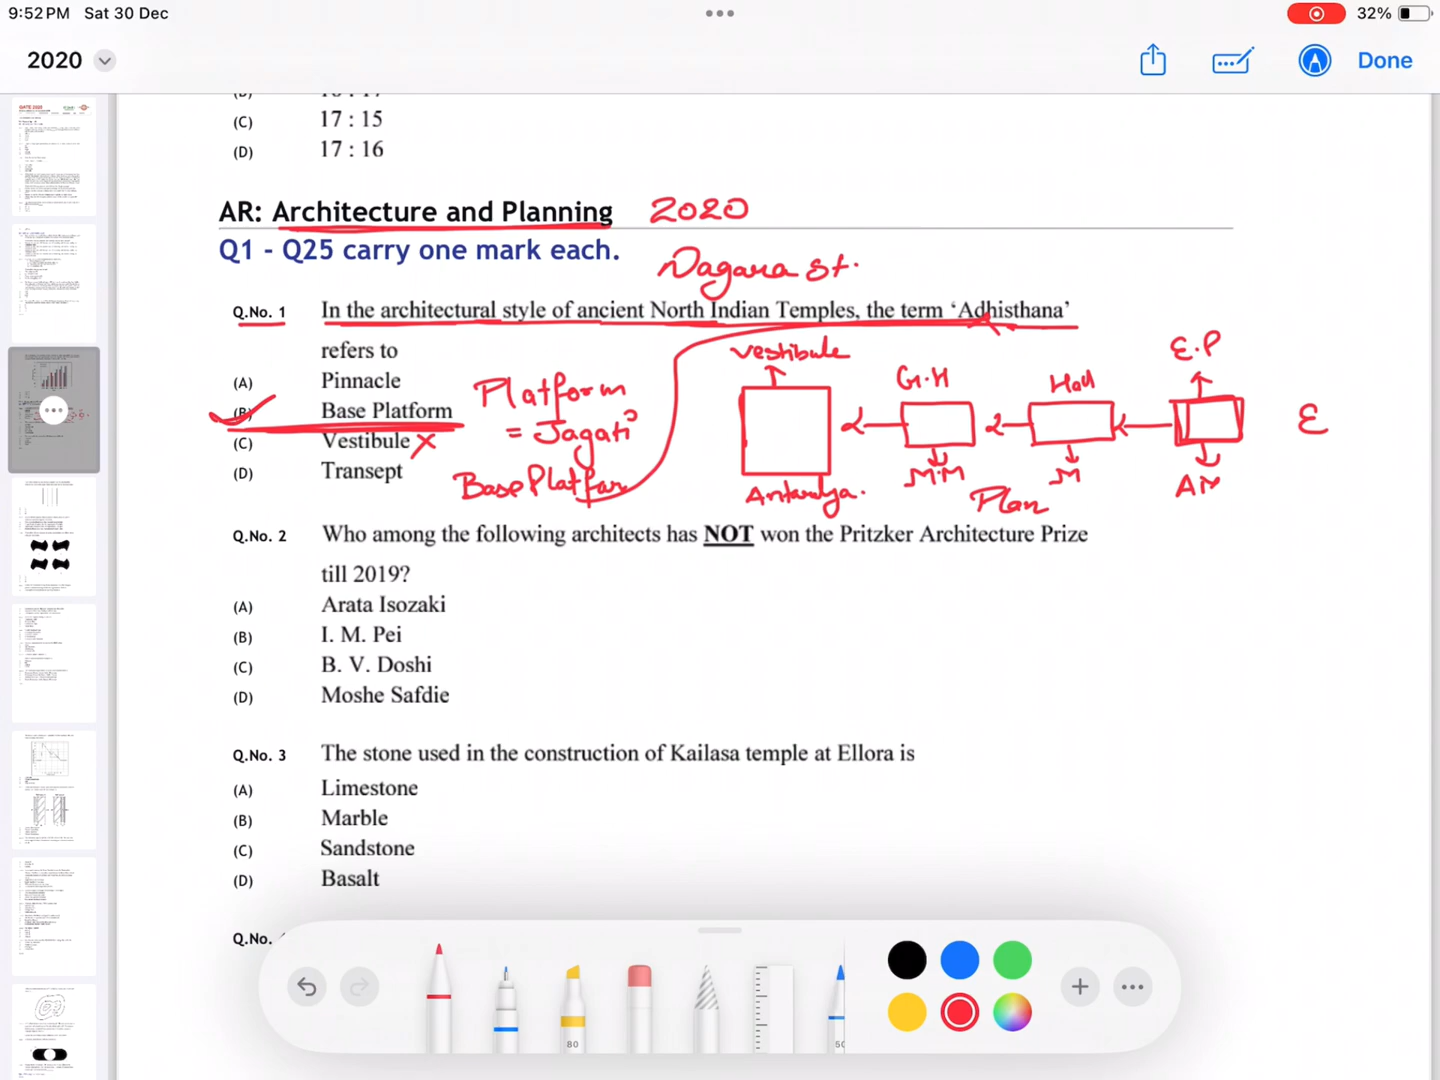 9:52 PM Sat 30 Dec
32%
2020
Done
(C) 17 : 15
(D) 17 : 16
AR: Architecture and Planning 2020
Q1 - Q25 carry one mark each.
Nagara St.
Q.No. 1 In the architectural style of ancient North Indian Temples, the term ‘Adhisthana’
refers to
(A) Pinnacle
(B) Base Platform
(C) Vestibule X
(D) Transept
Platform
= Jagati
Base Platfom
Vestibule
G.H
Hall
E.P
E
M.M
M
Antaralya.
Plan
Q.No. 2 Who among the following architects has NOT won the Pritzker Architecture Prize
till 2019?
(A) Arata Isozaki
(B) I. M. Pei
(C) B. V. Doshi
(D) Moshe Safdie
Q.No. 3 The stone used in the construction of Kailasa temple at Ellora is
(A) Limestone
(B) Marble
(C) Sandstone
(D) Basalt
Q.No.
80